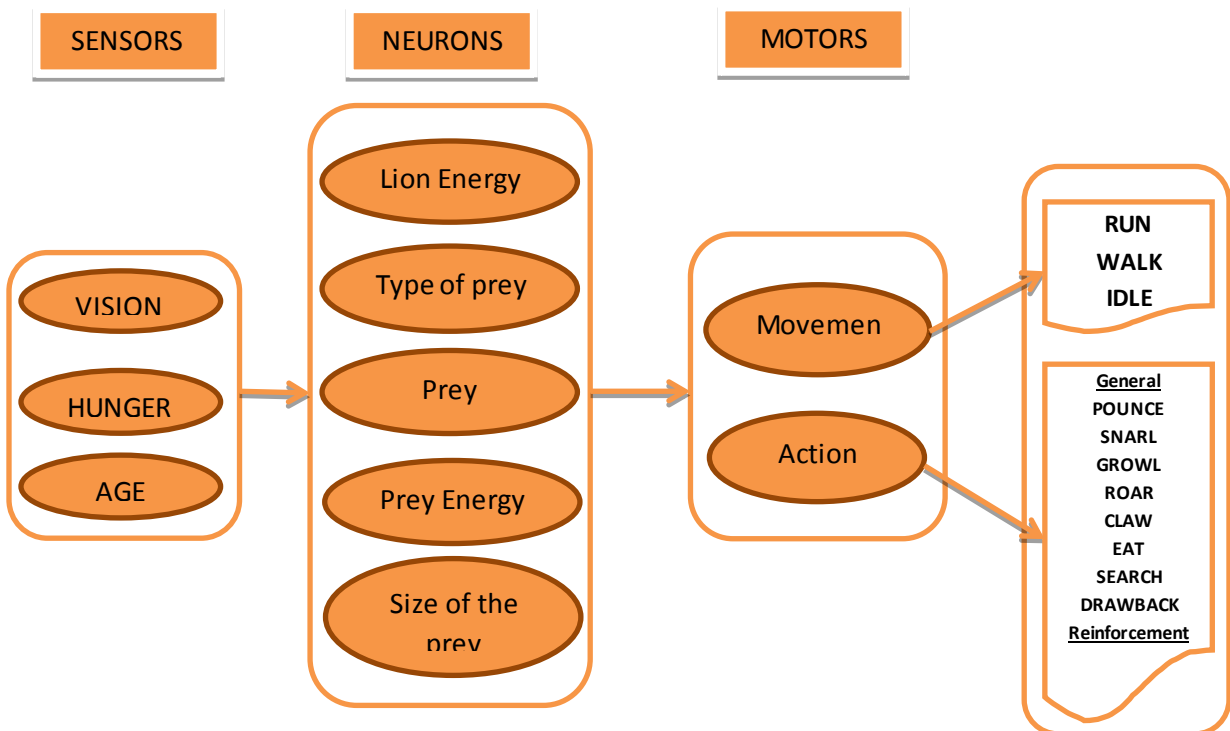 SENSORS
NEURONS
MOTORS
VISION
HUNGER
AGE
Lion Energy
Type of prey
Prey
Prey Energy
Size of the
prey
Movemen
Action
RUN
WALK
IDLE
General
POUNCE
SNARL
GROWL
ROAR
CLAW
EAT
SEARCH
DRAWBACK
Reinforcement